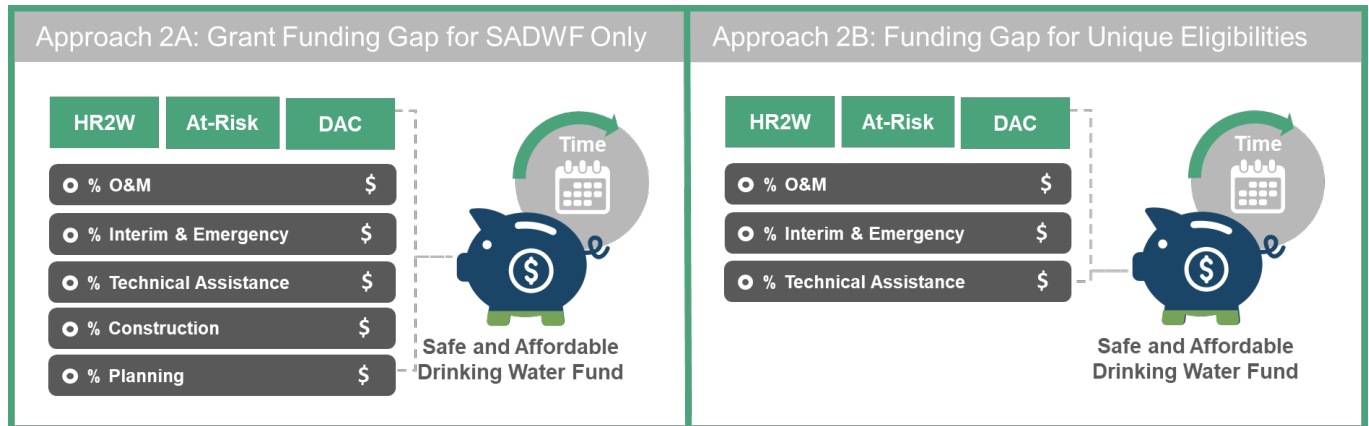 Approach 2A: Grant Funding Gap for SADWF Only
HR2W
At-Risk
DAC
% O&M $
% Interim & Emergency $
% Technical Assistance $
% Construction $
% Planning $
Time
$
Safe and Affordable
Drinking Water Fund
Approach 2B: Funding Gap for Unique Eligibilities
HR2W
At-Risk
DAC
% O&M $
% Interim & Emergency $
% Technical Assistance $
Time
$
Safe and Affordable
Drinking Water Fund